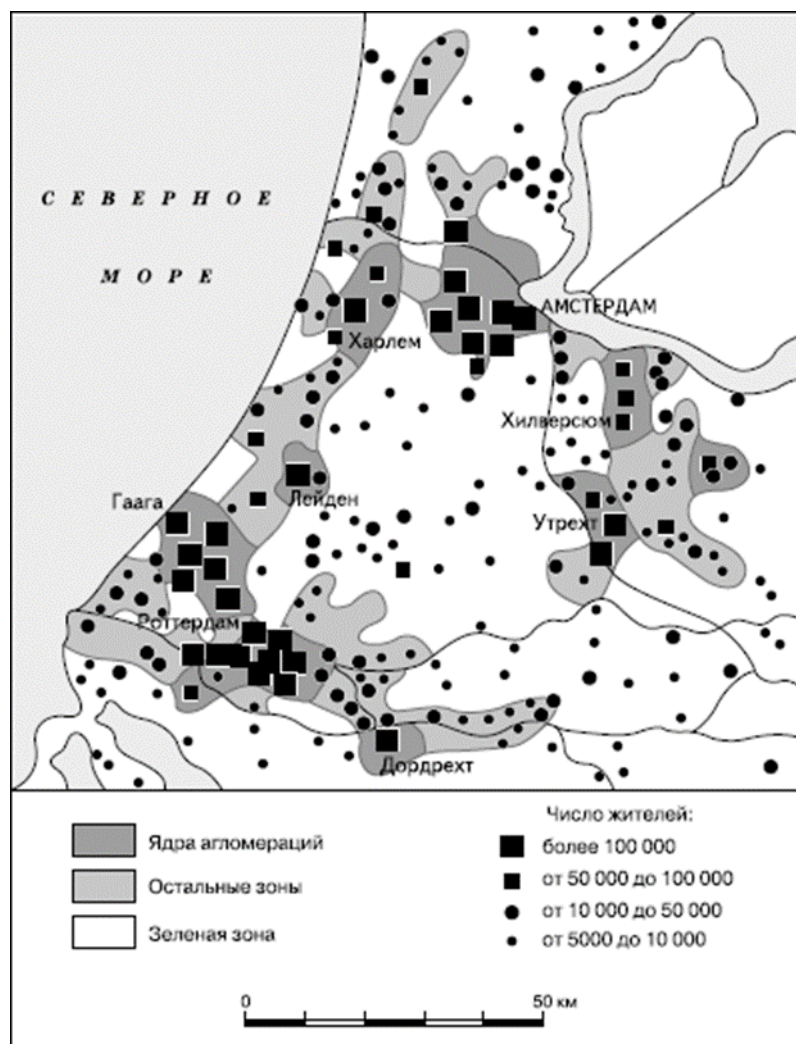 СЕВЕРНОЕ
МОРЕ
АМСТЕРДАМ
Харлем
Хилверсюм
Лейден
Гаага
Утрехт
Роттердам
Дордрехт
Число жителей:
Ядра агломераций
более 100 000
Остальные зоны
от 50 000 до 100 000
от 10 000 до 50 000
Зеленая зона
от 5000 до 10 000
0
50 км